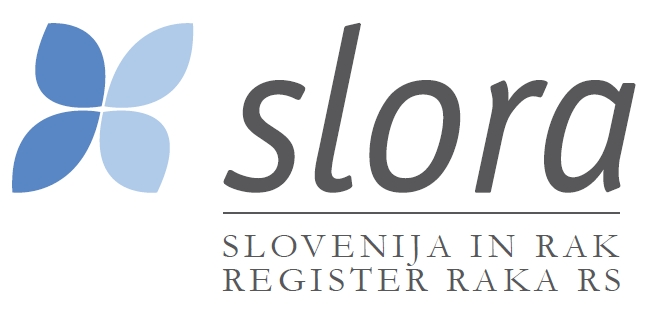 slora
SLOVENIJA IN RAK
REGISTER RAKA RS